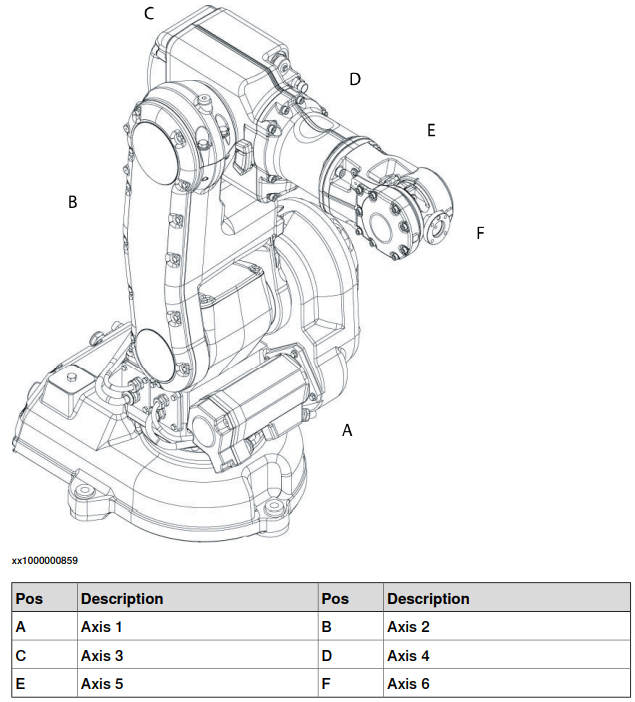 C
D
E
B
F
A
xx1000000859
Pos Description Pos Description
A Axis 1 B Axis 2
C Axis 3 D Axis 4
E Axis 5 F Axis 6